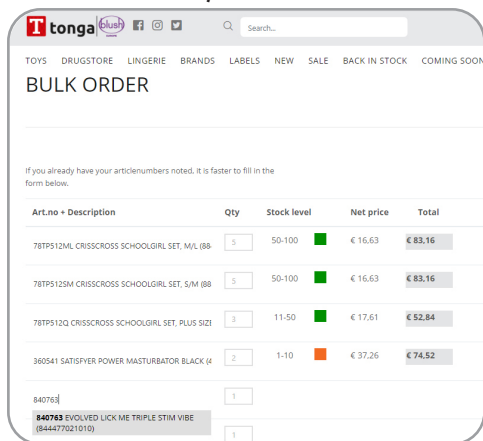 T tonga blush
Search...
TOYS DRUGSTORE LINGERIE BRANDS LABELS NEW SALE BACK IN STOCK COMING SOON
BULK ORDER
If you already have your articlenumbers noted, it is faster to fill in the
form below.
Art.no + Description Qty Stock level Net price Total
78TP512ML CRISSCROSS SCHOOLGIRL SET, M/L (88- 5 50-100 € 16,63 € 83,16
78TP512SM CRISSCROSS SCHOOLGIRL SET, S/M (88 5 50-100 € 16,63 € 83,16
78TP512Q CRISSCROSS SCHOOLGIRL SET, PLUS SIZE 3 11-50 € 17,61 € 52,84
360541 SATISFYER POWER MASTURBATOR BLACK (4 2 1-10 € 37,26 € 74,52
840763 1
840763 EVOLVED LICK ME TRIPLE STIM VIBE
(844477021010)
1